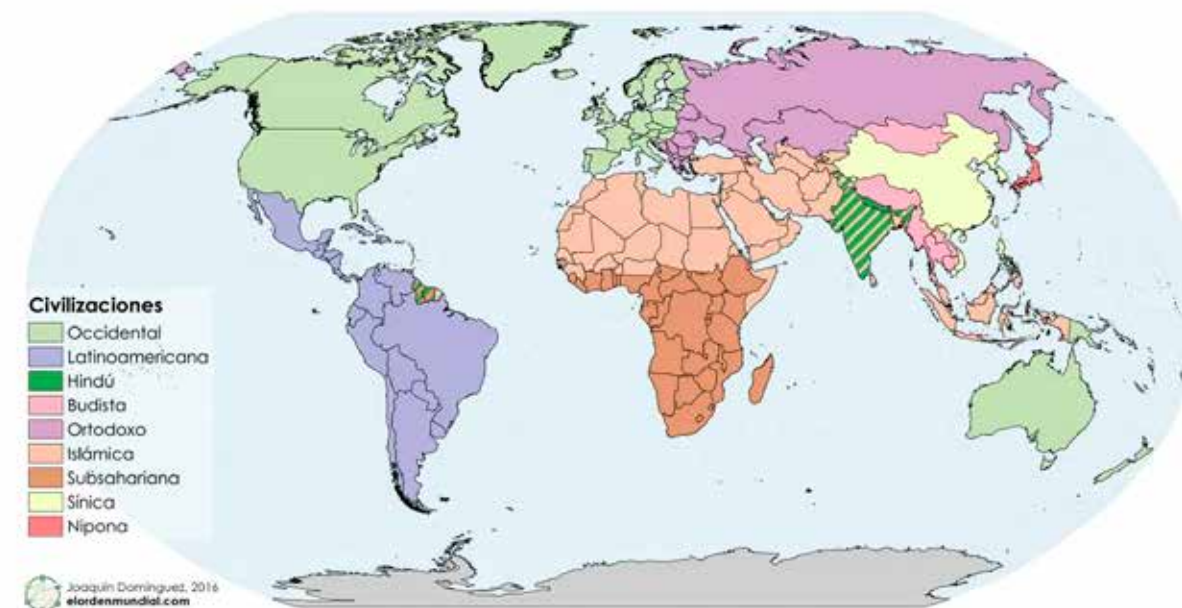 Civilizaciones
Occidental
Latinoamericana
Hindú
Budista
Ortodoxo
Islámica
Subsahariana
Sínica
Nipona
Joaquín Domínguez, 2016
elordenmundial.com